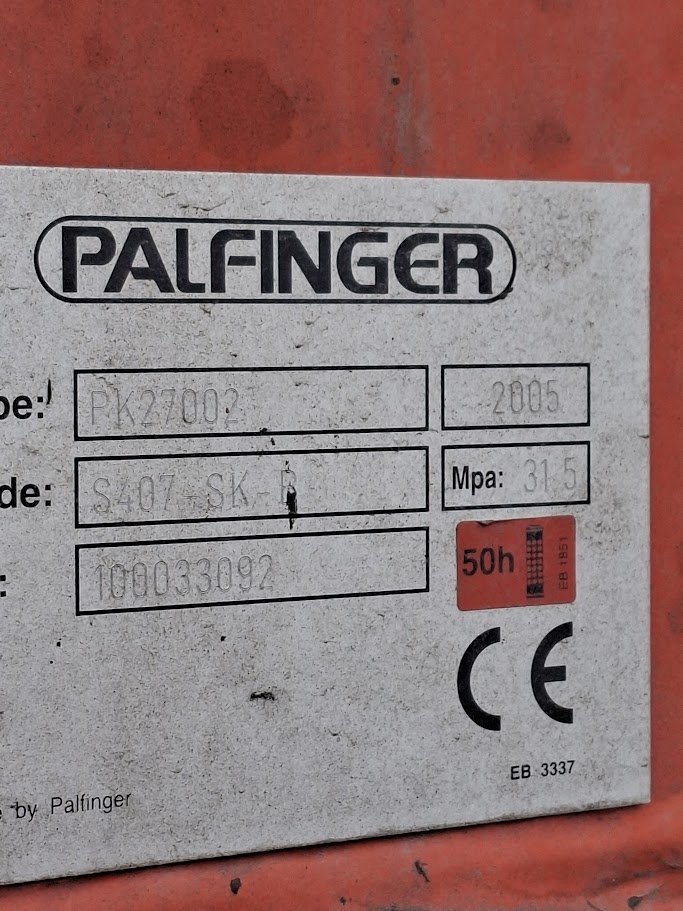 PALFINGER
pe: PK27002 2005
de: S407-SK-B Mpa: 31.5
: 100033092
50h EB 1851
CE
EB 3337
e by Palfinger